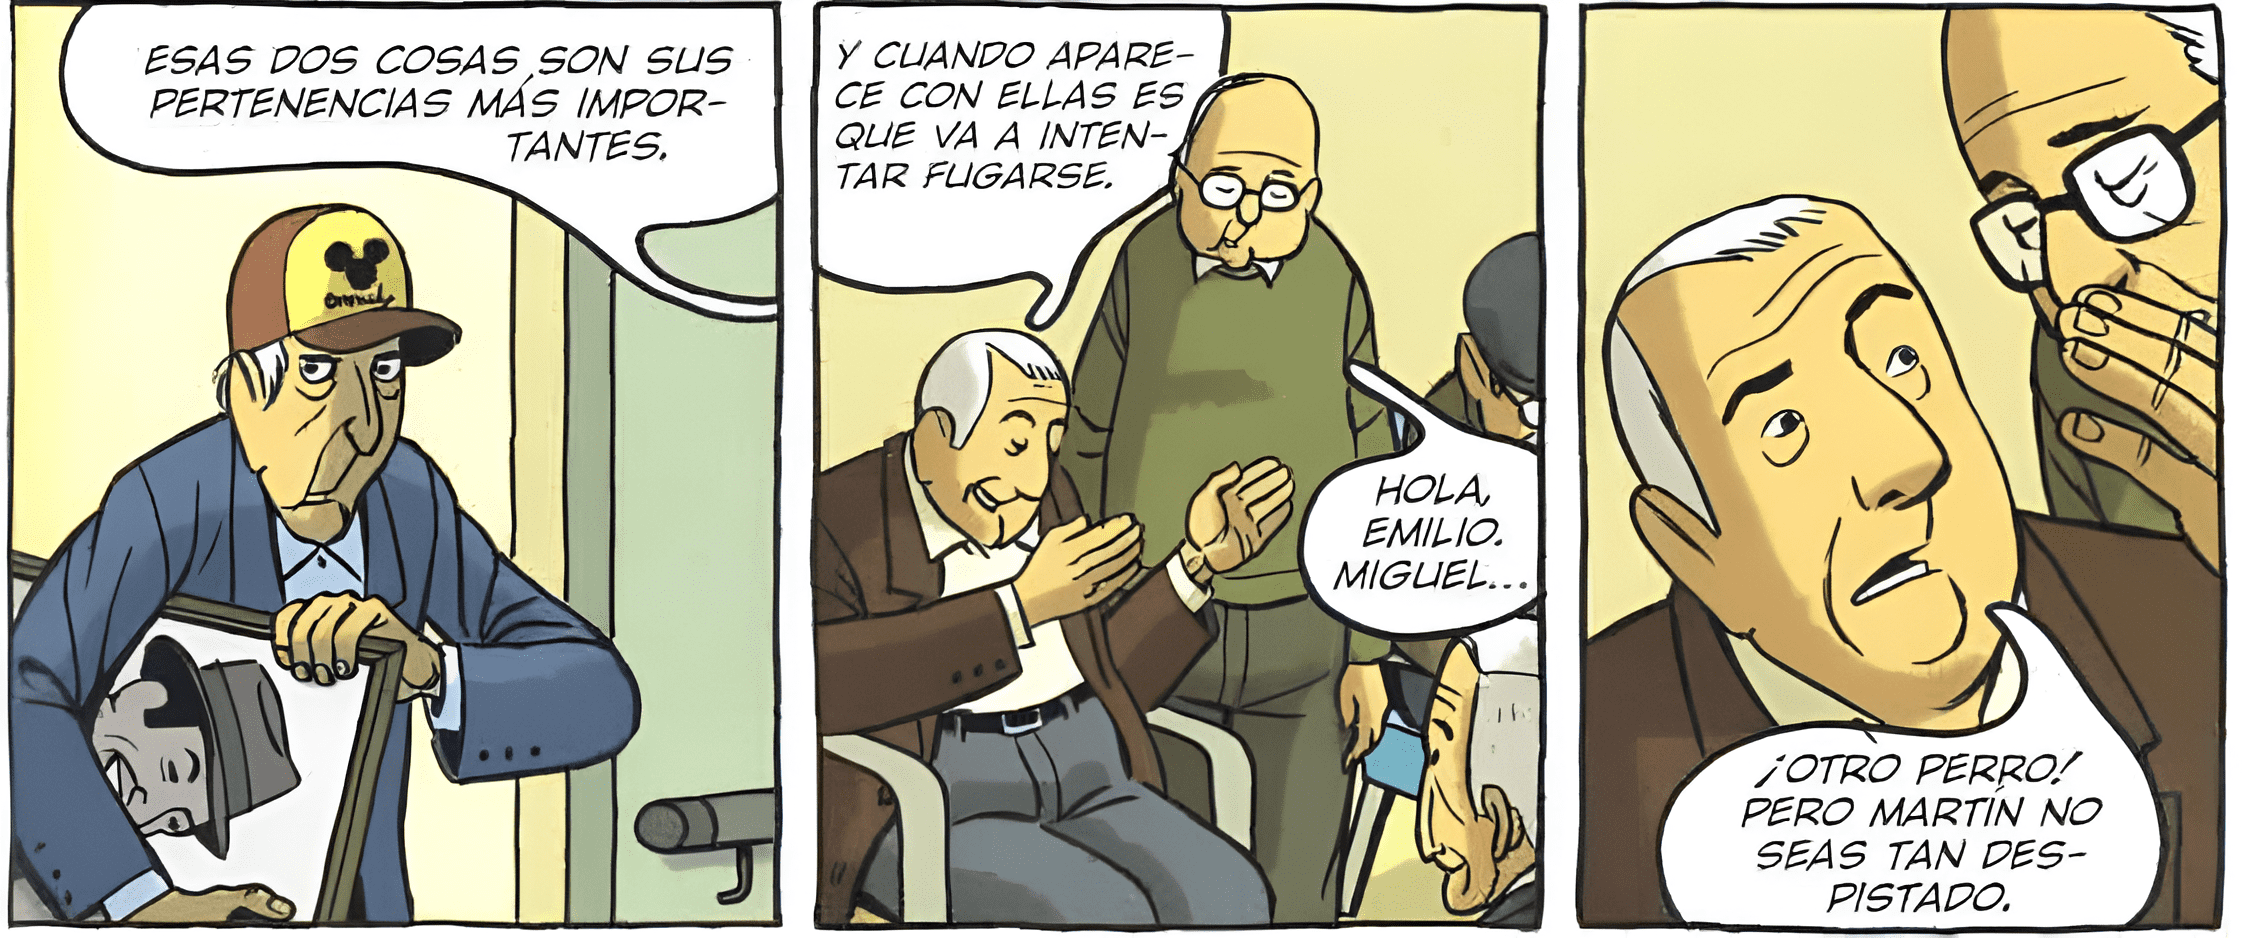 ESAS DOS COSAS SON SUS
PERTENENCIAS MÁS IMPOR-
TANTES.
Y CUANDO APARE-
CE CON ELLAS ES
QUE VA A INTEN-
TAR FUGARSE.
HOLA,
EMILIO.
MIGUEL...
¡OTRO PERRO!
PERO MARTÍN NO
SEAS TAN DES-
PISTADO.